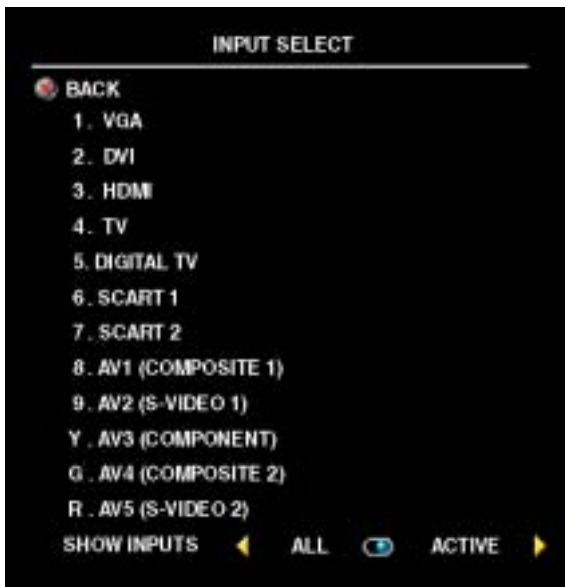 INPUT SELECT
BACK
1. VGA
2. DVI
3. HDMI
4. TV
5. DIGITAL TV
6. SCART 1
7. SCART 2
8. AV1 (COMPOSITE 1)
9. AV2 (S-VIDEO 1)
Y. AV3 (COMPONENT)
G. AV4 (COMPOSITE 2)
R. AV5 (S-VIDEO 2)
SHOW INPUTS ALL ACTIVE